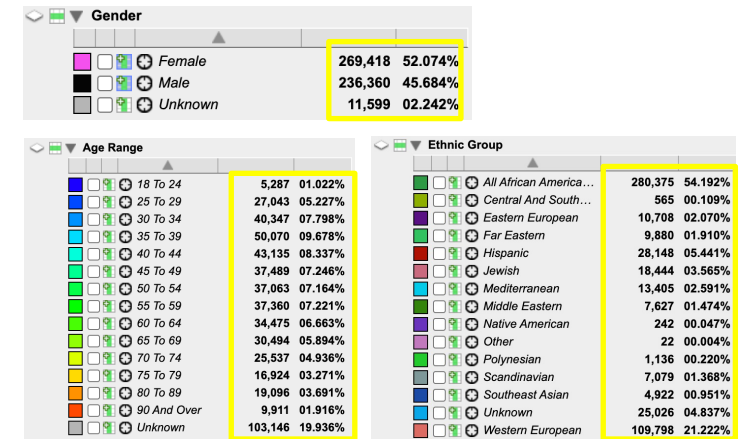 Gender
Female 269,418 52.074%
Male 236,360 45.684%
Unknown 11,599 02.242%
Age Range
18 To 24 5,287 01.022%
25 To 29 27,043 05.227%
30 To 34 40,347 07.798%
35 To 39 50,070 09.678%
40 To 44 43,135 08.337%
45 To 49 37,489 07.246%
50 To 54 37,063 07.164%
55 To 59 37,360 07.221%
60 To 64 34,475 06.663%
65 To 69 30,494 05.894%
70 To 74 25,537 04.936%
75 To 79 16,924 03.271%
80 To 89 19,096 03.691%
90 And Over 9,911 01.916%
Unknown 103,146 19.936%
Ethnic Group
All African America... 280,375 54.192%
Central And South... 565 00.109%
Eastern European 10,708 02.070%
Far Eastern 9,880 01.910%
Hispanic 28,148 05.441%
Jewish 18,444 03.565%
Mediterranean 13,405 02.591%
Middle Eastern 7,627 01.474%
Native American 242 00.047%
Other 22 00.004%
Polynesian 1,136 00.220%
Scandinavian 7,079 01.368%
Southeast Asian 4,922 00.951%
Unknown 25,026 04.837%
Western European 109,798 21.222%